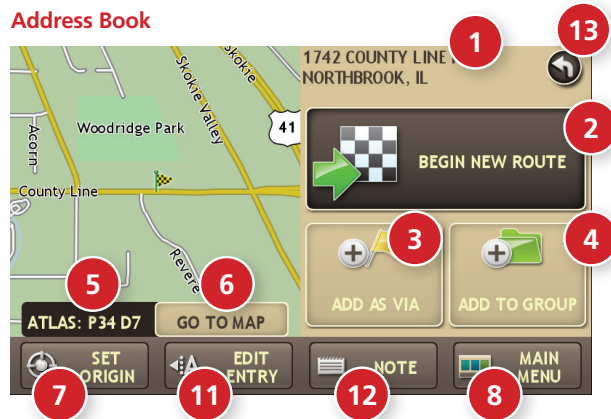 Address Book
1
13
1742 COUNTY LINE
NORTHBROOK, IL
Skokie Valley
Skokie
Acorn
Woodridge Park
41
2
BEGIN NEW ROUTE
County Line
Revere
3
4
5
6
ADD AS VIA
ADD TO GROUP
ATLAS: P34 D7
GO TO MAP
SET
ORIGIN
EDIT
ENTRY
NOTE
MAIN
MENU
7
11
12
8